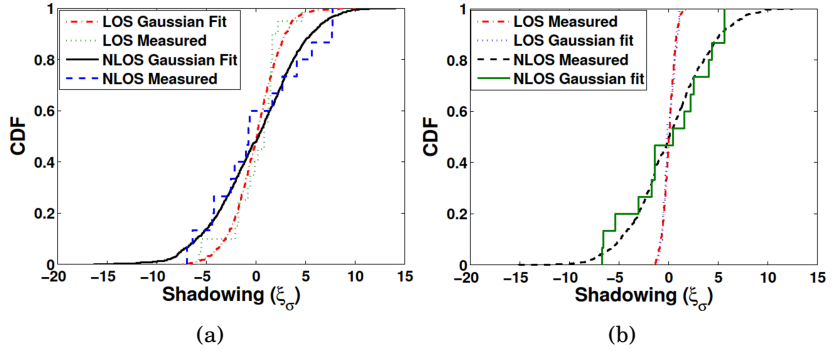 LOS Gaussian Fit
LOS Measured
NLOS Gaussian Fit
NLOS Measured
CDF
1
0.8
0.6
0.4
0.2
0
−20
−15
−10
−5
0
5
10
15
Shadowing (ξσ)
(a)
LOS Measured
LOS Gaussian fit
NLOS Measured
NLOS Gaussian fit
CDF
1
0.8
0.6
0.4
0.2
0
−20
−15
−10
−5
0
5
10
15
Shadowing (ξσ)
(b)